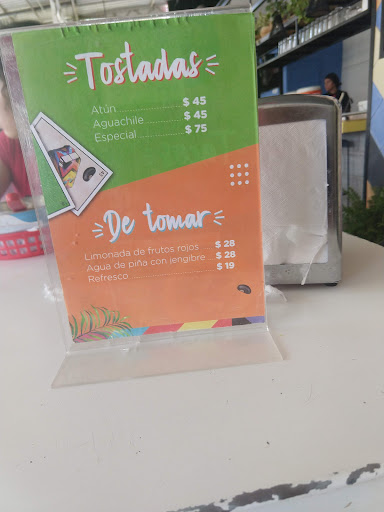 Tostadas
Atún $ 45
Aguachile $ 45
Especial $ 75
De tomar
Limonada de frutos rojos $ 28
Agua de piña con jengibre $ 28
Refresco $ 19